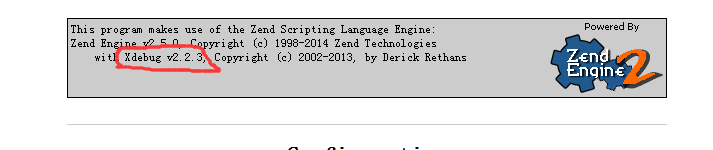 This program makes use of the Zend Scripting Language Engine:
Powered By
Zend Engine v2.5.0, Copyright (c) 1998-2014 Zend Technologies
with Xdebug v2.2.3, Copyright (c) 2002-2013, by Derick Rethans
Zend
Engine 2